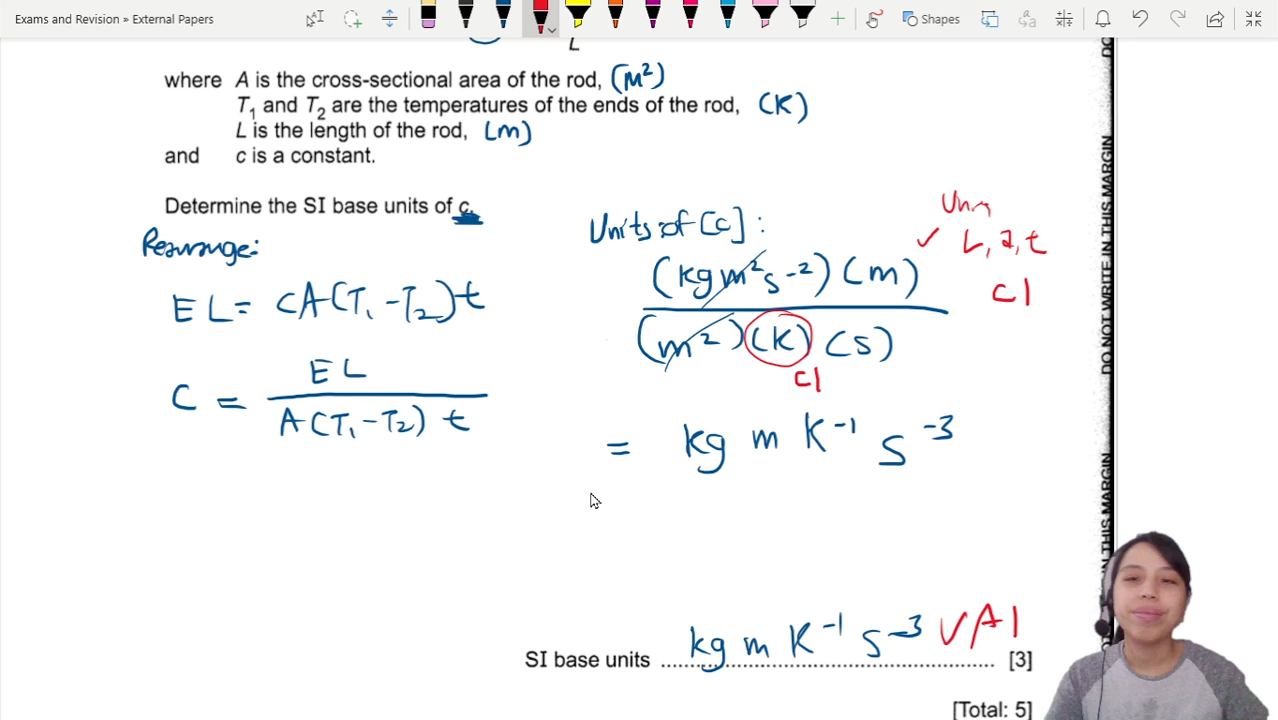 Exams and Revision » External Papers
Shapes
L
where A is the cross-sectional area of the rod, (m²)
T₁ and T₂ are the temperatures of the ends of the rod, (K)
L is the length of the rod, (m)
and c is a constant.
Determine the SI base units of c.
Rearrange:
EL = cA(T₁ - T₂)t
C = EL / A(T₁ - T₂) t
Units of [c]:
(kg m² s⁻²) (m)
(m²) (K) (s)
C1
✓ L, A, t
C1
= kg m K⁻¹ s⁻³
SI base units kg m K⁻¹ s⁻³ ✓ A1
[3]
[Total: 5]
DO NOT WRITE IN THIS MARGIN